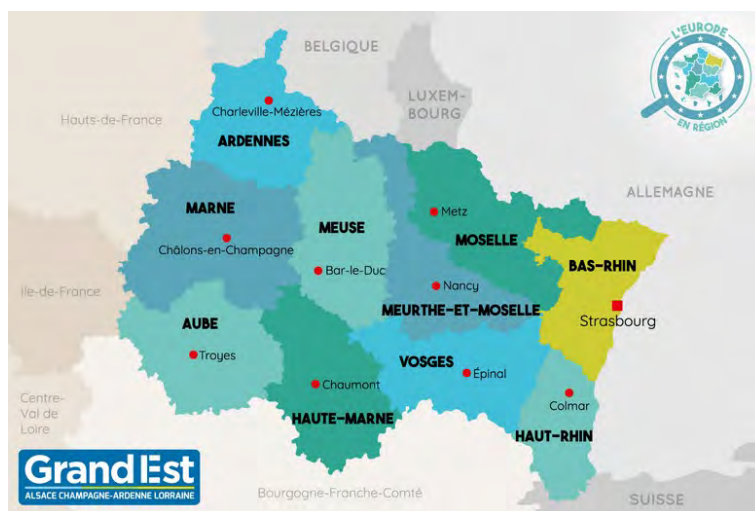 BELGIQUE
L'EUROPE
EN RÉGION
LUXEM-
BOURG
Hauts-de-France
Charleville-Mézières
ARDENNES
ALLEMAGNE
MARNE
MEUSE
Metz
MOSELLE
Châlons-en-Champagne
Bar-le-Duc
BAS-RHIN
Ile-de-France
Nancy
MEURTHE-ET-MOSELLE
Strasbourg
AUBE
Troyes
VOSGES
Épinal
Chaumont
Colmar
Centre-
Val de
Loire
HAUTE-MARNE
HAUT-RHIN
Grand Est
ALSACE CHAMPAGNE-ARDENNE LORRAINE
Bourgogne-Franche-Comté
SUISSE